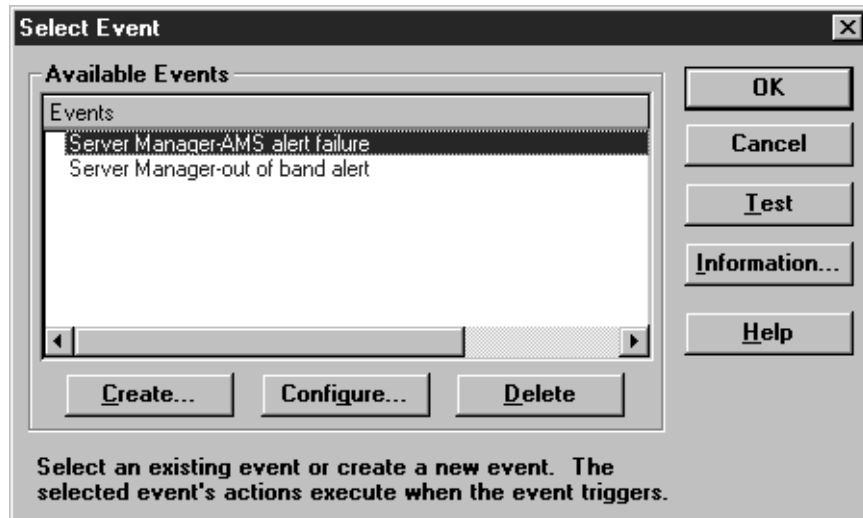 Select Event
Available Events
Events
Server Manager-AMS alert failure
Server Manager-out of band alert
Create...
Configure...
Delete
OK
Cancel
Test
Information...
Help
Select an existing event or create a new event. The
selected event's actions execute when the event triggers.